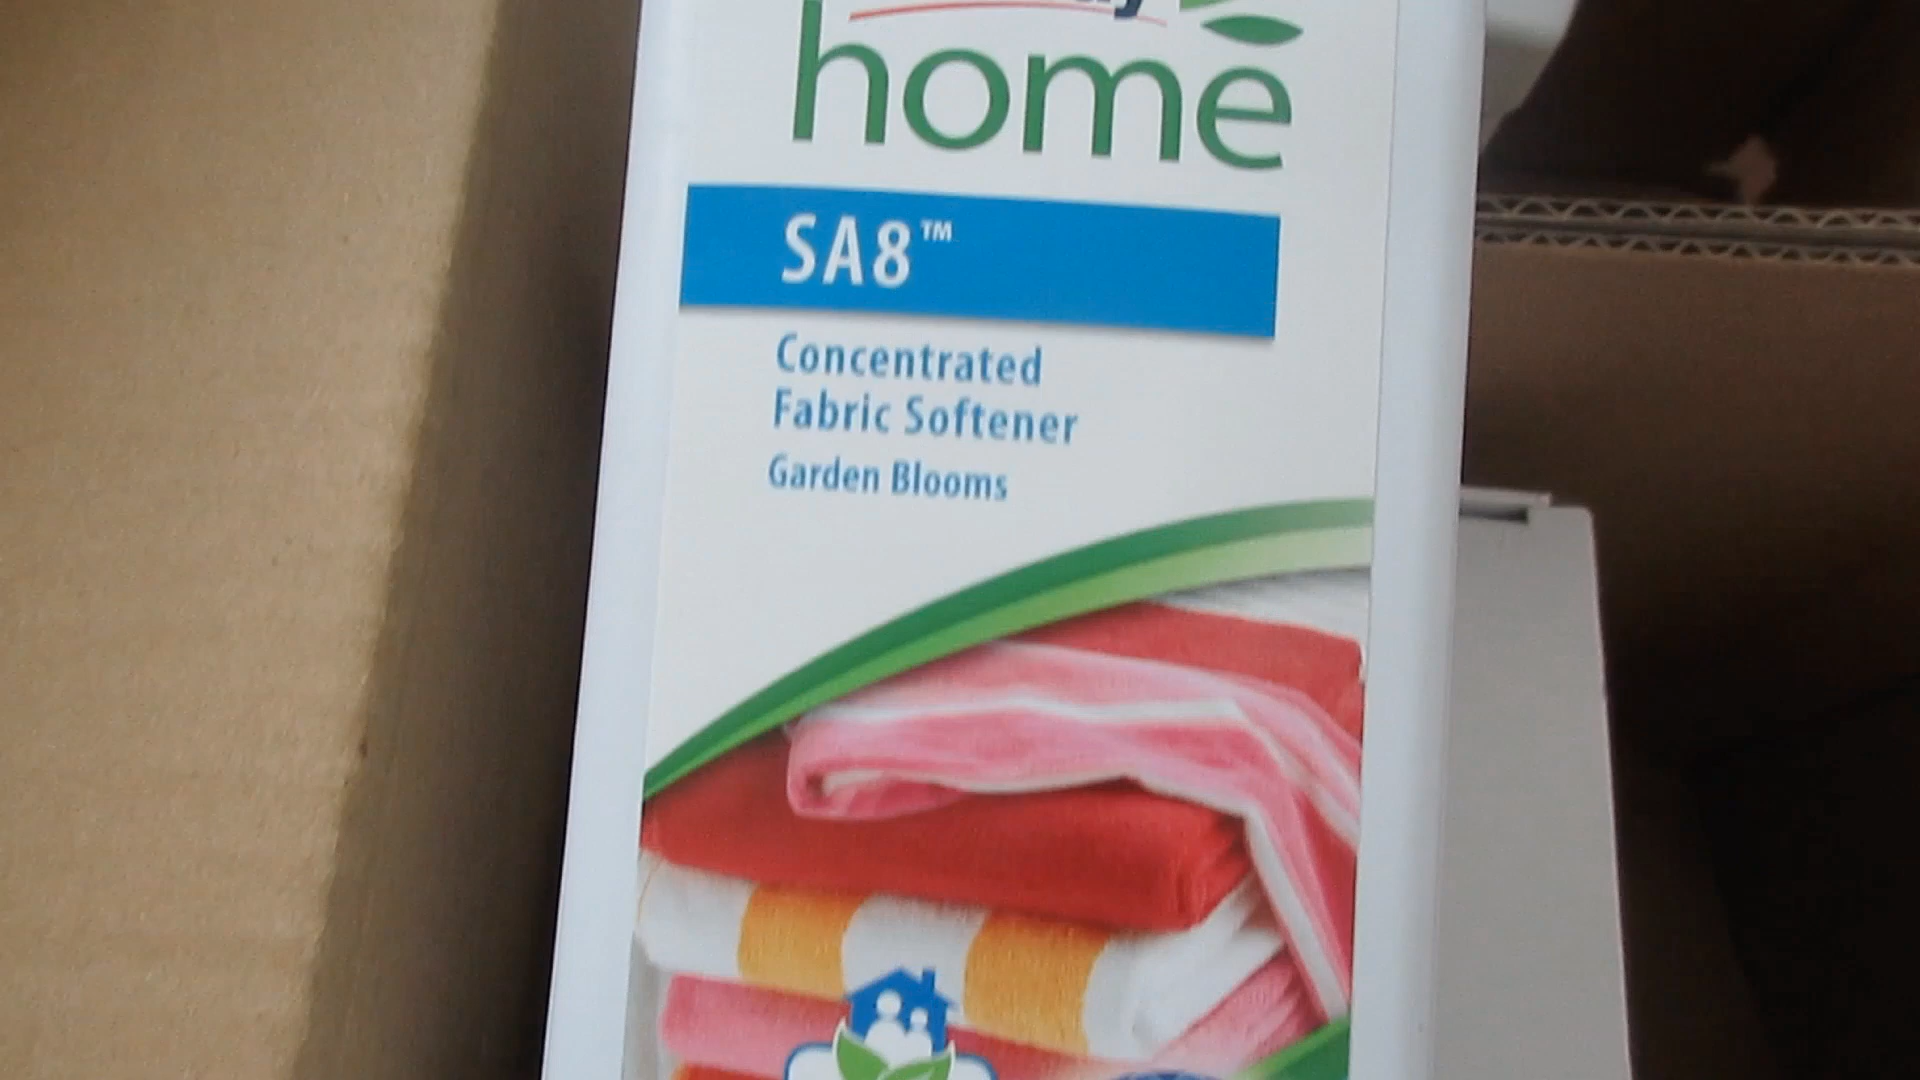 home
SA8™
Concentrated
Fabric Softener
Garden Blooms